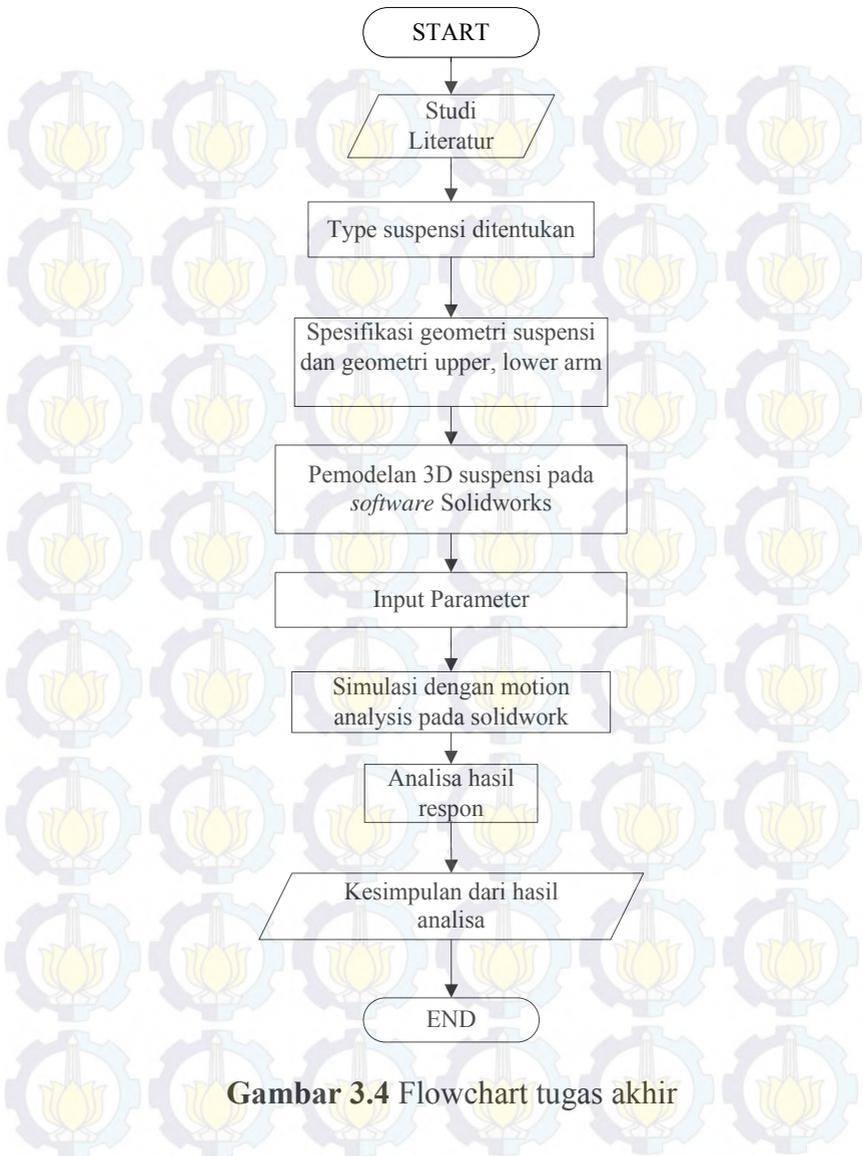 START
Studi
Literatur
Type suspensi ditentukan
Spesifikasi geometri suspensi
dan geometri upper, lower arm
Pemodelan 3D suspensi pada
software Solidworks
Input Parameter
Simulasi dengan motion
analysis pada solidwork
Analisa hasil
respon
Kesimpulan dari hasil
analisa
END
Gambar 3.4 Flowchart tugas akhir